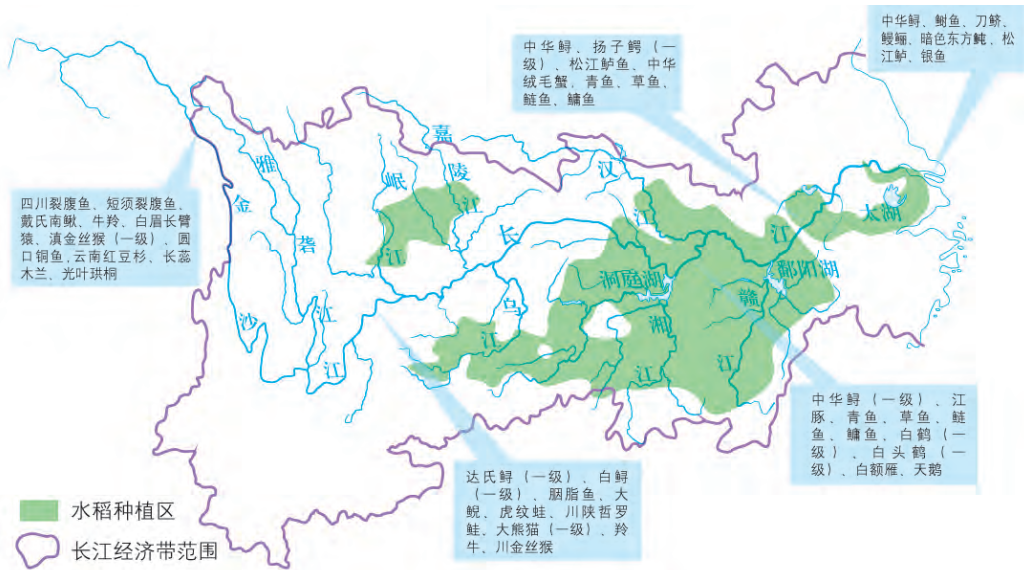 中华鲟、鲥鱼、刀鲚、
鳗鲡、暗色东方鲀、松
江鲈、银鱼
中华鲟、扬子鳄（一
级）、松江鲈鱼、中华
绒毛蟹、青鱼、草鱼、
鲢鱼、鳙鱼
四川裂腹鱼、短须裂腹鱼、
戴氏南鳅、牛羚、白眉长臂
猿、滇金丝猴（一级）、圆
口铜鱼,云南红豆杉、长蕊
木兰、光叶珙桐
金
沙
江
雅
砻
江
岷
江
嘉
陵
江
汉
江
长
江
乌
江
洞庭湖
湘
江
赣
江
鄱阳湖
太湖
中华鲟（一级）、江
豚、青鱼、草鱼、鲢
鱼、鳙鱼，白鹤（一
级）、白头鹤（一
级）、白额雁、天鹅
达氏鲟（一级）、白鲟
（一级）、胭脂鱼、大
鲵、虎纹蛙、川陕哲罗
鲑、大熊猫（一级）、羚
牛、川金丝猴
水稻种植区
长江经济带范围